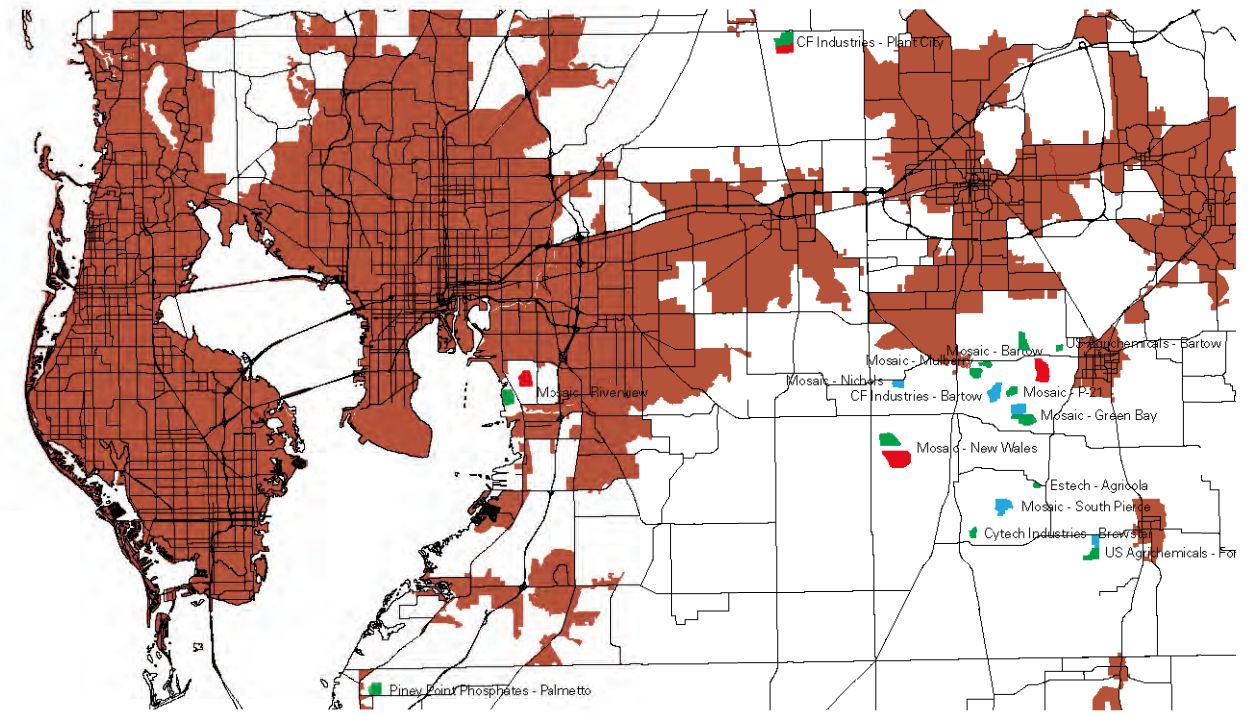 CF Industries - Plant City
US Agrichemicals - Bartow
Mosaic - Bartow
Mosaic - Mulberry
Mosaic - Nichols
Mosaic - Riverview
CF Industries - Bartow
Mosaic - P-21
Mosaic - Green Bay
Mosaic - New Wales
Estech - Agricola
Mosaic - South Pierce
Cytech Industries - Brewster
US Agrichemicals - For
Piney Point Phosphates - Palmetto